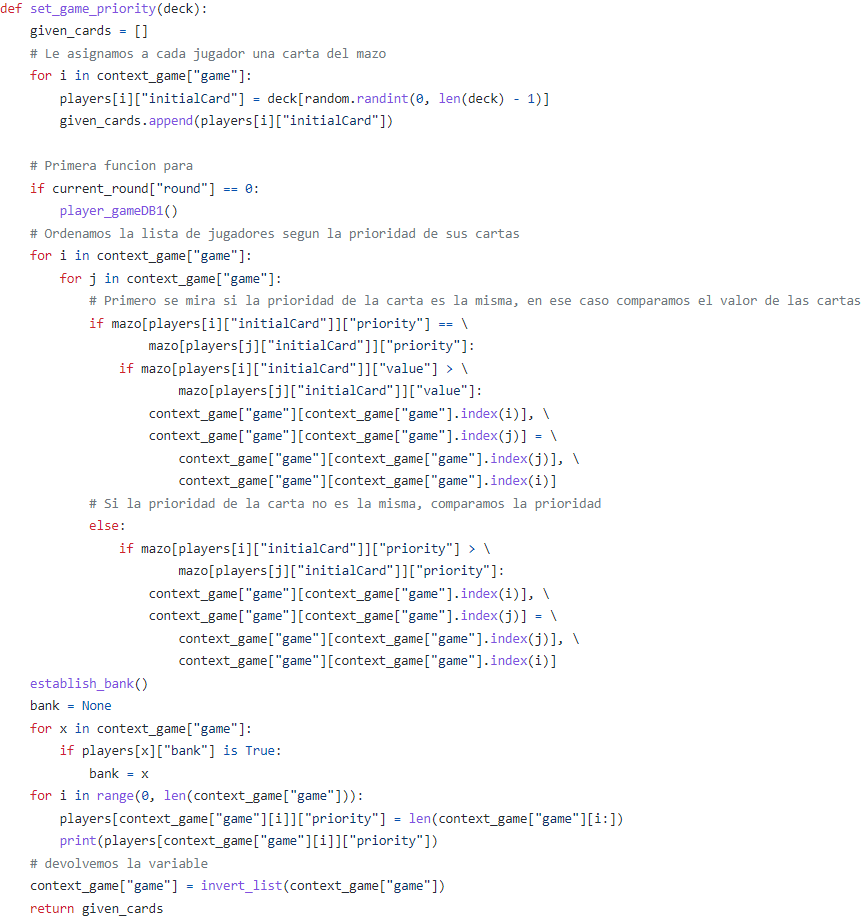 def set_game_priority(deck):
    given_cards = []
    # Le asignamos a cada jugador una carta del mazo
    for i in context_game["game"]:
        players[i]["initialCard"] = deck[random.randint(0, len(deck) - 1)]
        given_cards.append(players[i]["initialCard"])

    # Primera funcion para
    if current_round["round"] == 0:
        player_gameDB1()
    # Ordenamos la lista de jugadores segun la prioridad de sus cartas
    for i in context_game["game"]:
        for j in context_game["game"]:
            # Primero se mira si la prioridad de la carta es la misma, en ese caso comparamos el valor de las cartas
            if mazo[players[i]["initialCard"]]["priority"] == \
                    mazo[players[j]["initialCard"]]["priority"]:
                if mazo[players[i]["initialCard"]]["value"] > \
                        mazo[players[j]["initialCard"]]["value"]:
                    context_game["game"][context_game["game"].index(i)], \
                    context_game["game"][context_game["game"].index(j)] = \
                        context_game["game"][context_game["game"].index(j)], \
                        context_game["game"][context_game["game"].index(i)]
            # Si la prioridad de la carta no es la misma, comparamos la prioridad
            else:
                if mazo[players[i]["initialCard"]]["priority"] > \
                        mazo[players[j]["initialCard"]]["priority"]:
                    context_game["game"][context_game["game"].index(i)], \
                    context_game["game"][context_game["game"].index(j)] = \
                        context_game["game"][context_game["game"].index(j)], \
                        context_game["game"][context_game["game"].index(i)]
    establish_bank()
    bank = None
    for x in context_game["game"]:
        if players[x]["bank"] is True:
            bank = x
    for i in range(0, len(context_game["game"])):
        players[context_game["game"][i]]["priority"] = len(context_game["game"][i:])
        print(players[context_game["game"][i]]["priority"])
    # devolvemos la variable
    context_game["game"] = invert_list(context_game["game"])
    return given_cards